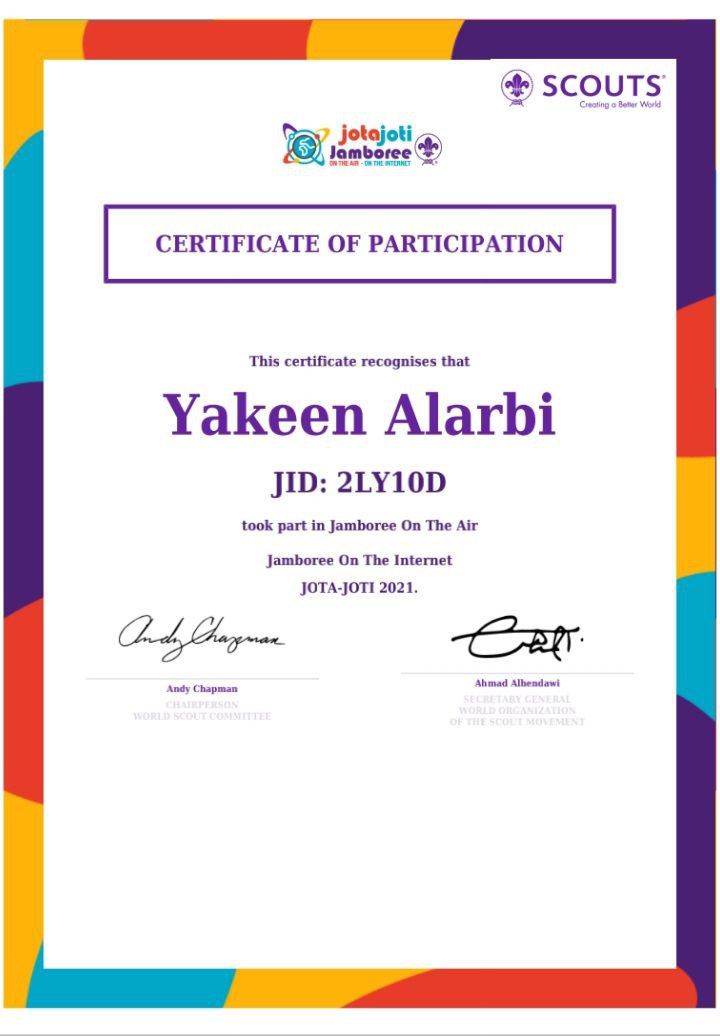 SCOUTS®
Creating a Better World
jotajoti
Jamboree
ON THE AIR - ON THE INTERNET
CERTIFICATE OF PARTICIPATION
This certificate recognises that
Yakeen Alarbi
JID: 2LY10D
took part in Jamboree On The Air
Jamboree On The Internet
JOTA-JOTI 2021.
Andy Chapman
Andy Chapman
CHAIRPERSON
WORLD SCOUT COMMITTEE
Ahmad Alhendawi
SECRETARY GENERAL
WORLD ORGANIZATION
OF THE SCOUT MOVEMENT